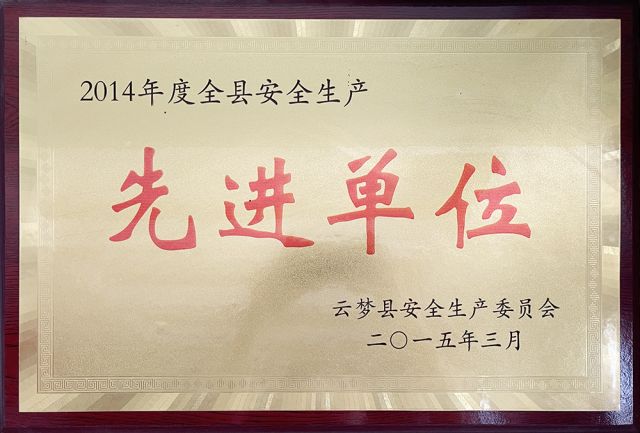 2014年度全县安全生产
先进单位
云梦县安全生产委员会
二〇一五年三月